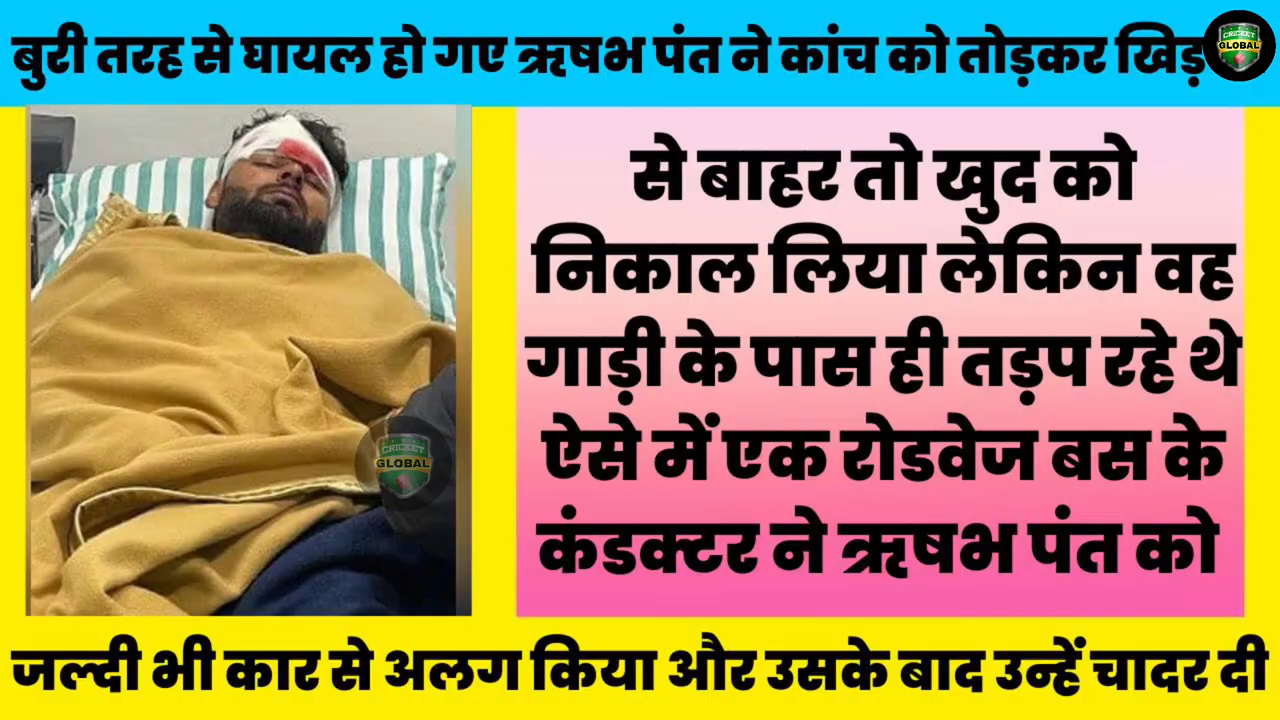 बुरी तरह से घायल हो गए ऋषभ पंत ने कांच को तोड़कर
CRICKET
GLOBAL
से बाहर तो खुद को
निकाल लिया लेकिन वह
गाड़ी के पास ही तड़प रहे थे
ऐसे में एक रोडवेज बस के
कंडक्टर ने ऋषभ पंत को
CRICKET
GLOBAL
जल्दी भी कार से अलग किया और उसके बाद उन्हें चादर दी